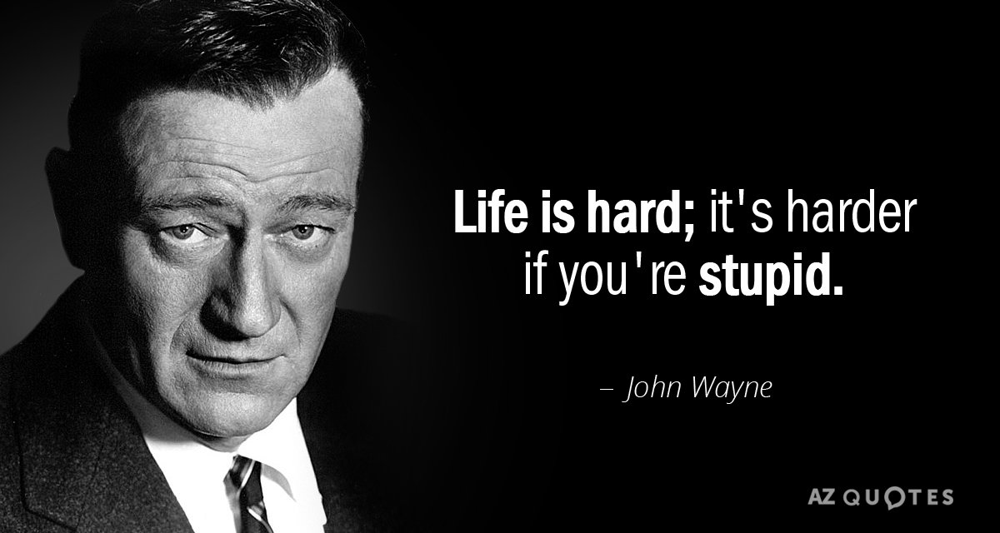 Life is hard; it's harder
if you're stupid.
– John Wayne
AZ QUOTES